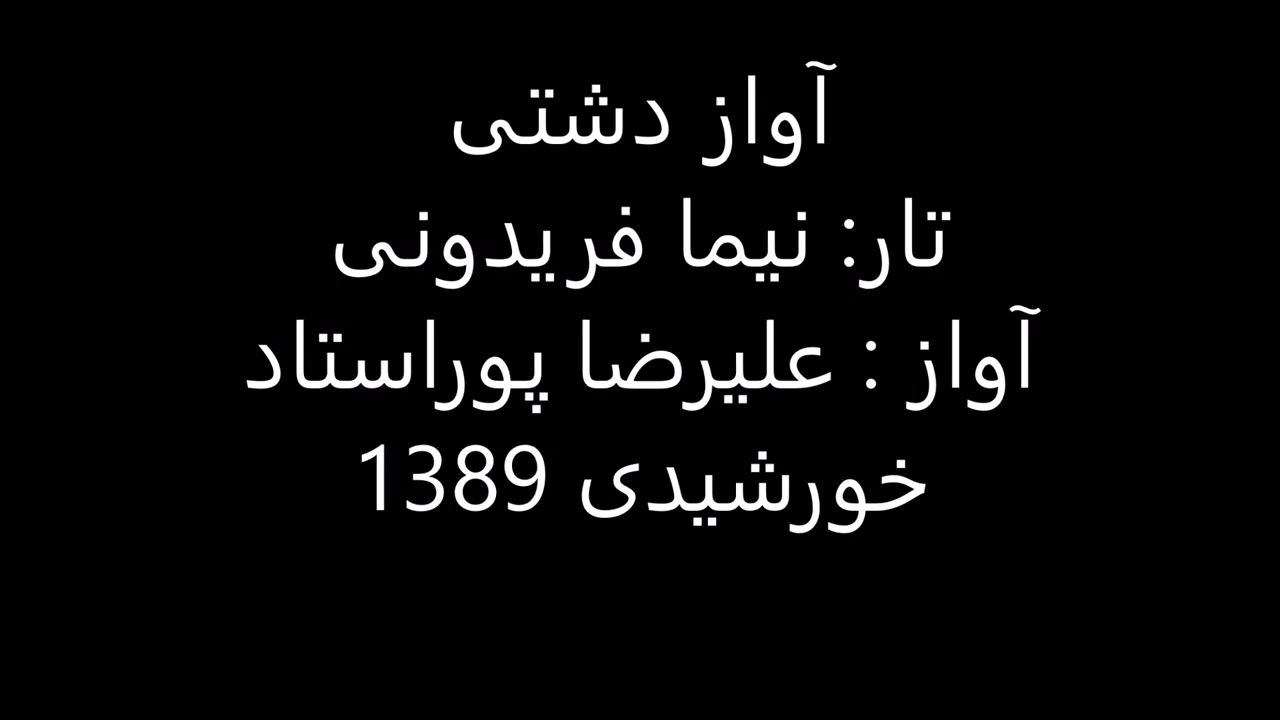 آواز دشتی
تار: نیما فریدونی
آواز : علیرضا پوراستاد
خورشیدی 1389